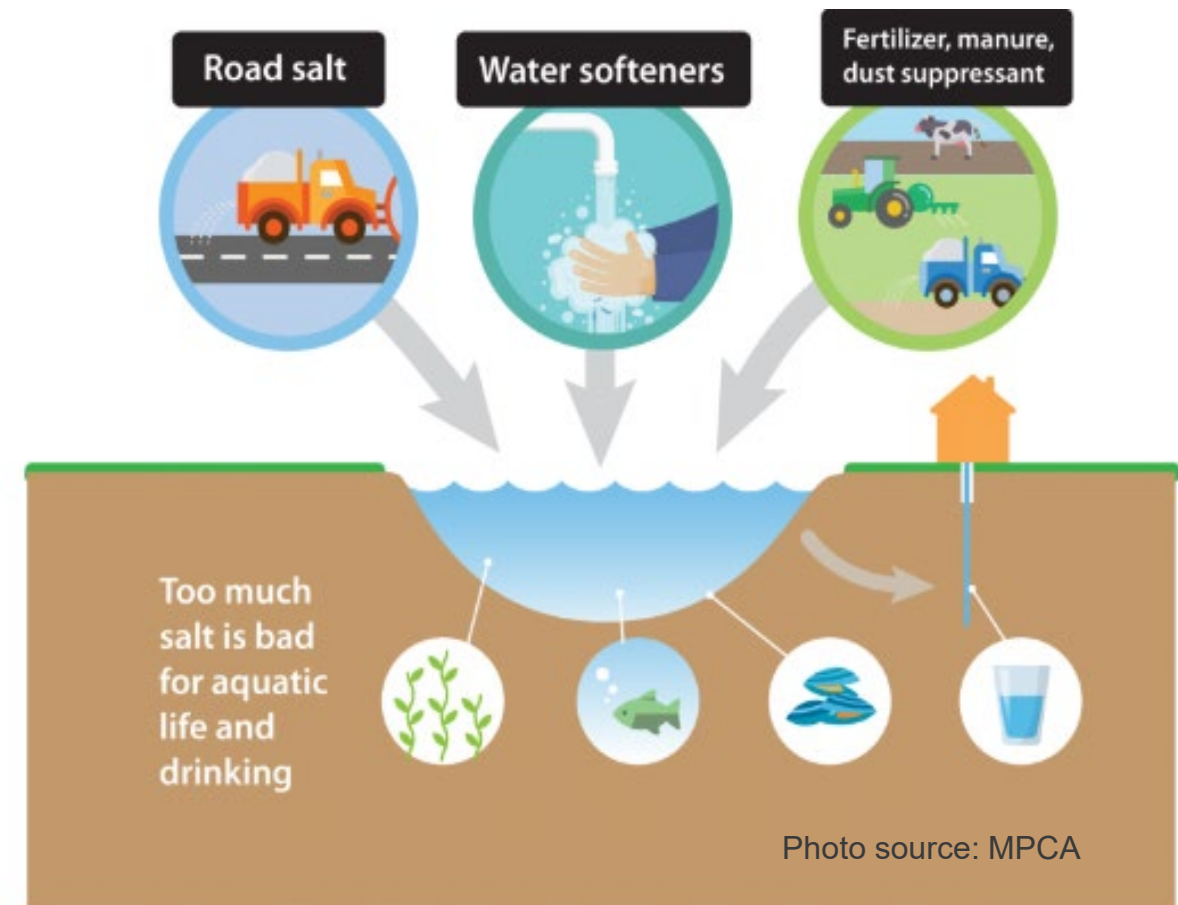 Road salt
Water softeners
Fertilizer, manure,
dust suppressant
Too much
salt is bad
for aquatic
life and
drinking
Photo source: MPCA